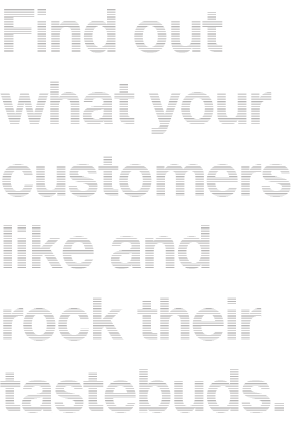 Find out
what your
customers
like and
rock their
tastebuds.